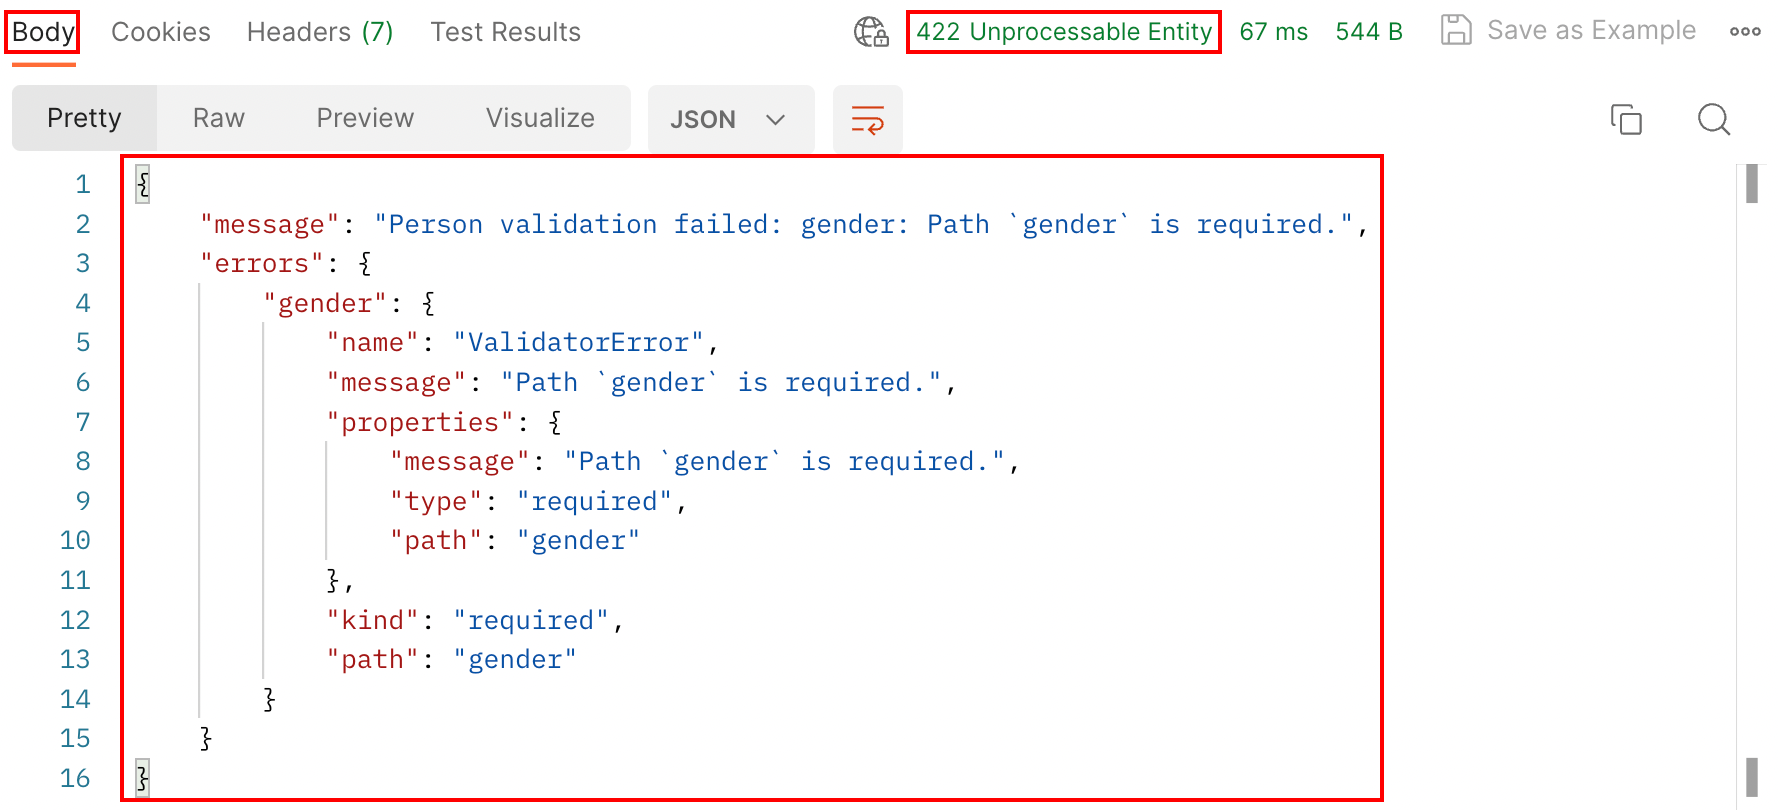 Body Cookies Headers (7) Test Results 422 Unprocessable Entity 67 ms 544 B Save as Example
Pretty Raw Preview Visualize JSON
1 {
2 "message": "Person validation failed: gender: Path `gender` is required.",
3 "errors": {
4 "gender": {
5 "name": "ValidatorError",
6 "message": "Path `gender` is required.",
7 "properties": {
8 "message": "Path `gender` is required.",
9 "type": "required",
10 "path": "gender"
11 },
12 "kind": "required",
13 "path": "gender"
14 }
15 }
16 }